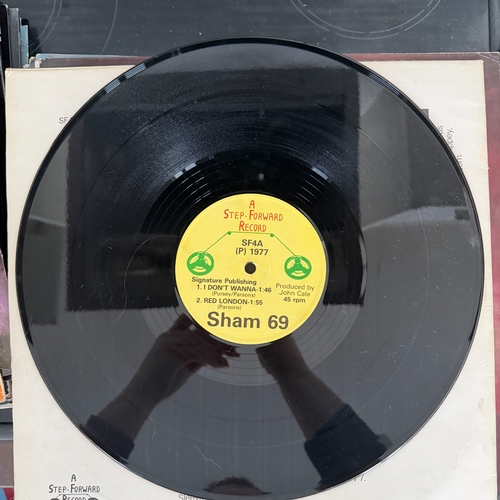 A
STEP-FORWARD
RECORD
SF4A
(P) 1977
Signature Publishing
1. I DON'T WANNA-1:46
(Pursey/Parsons)
2. RED LONDON-1:55
(Parsons)
Produced by
John Cale
45 rpm
Sham 69
A
STEP-FORWARD
RECORD